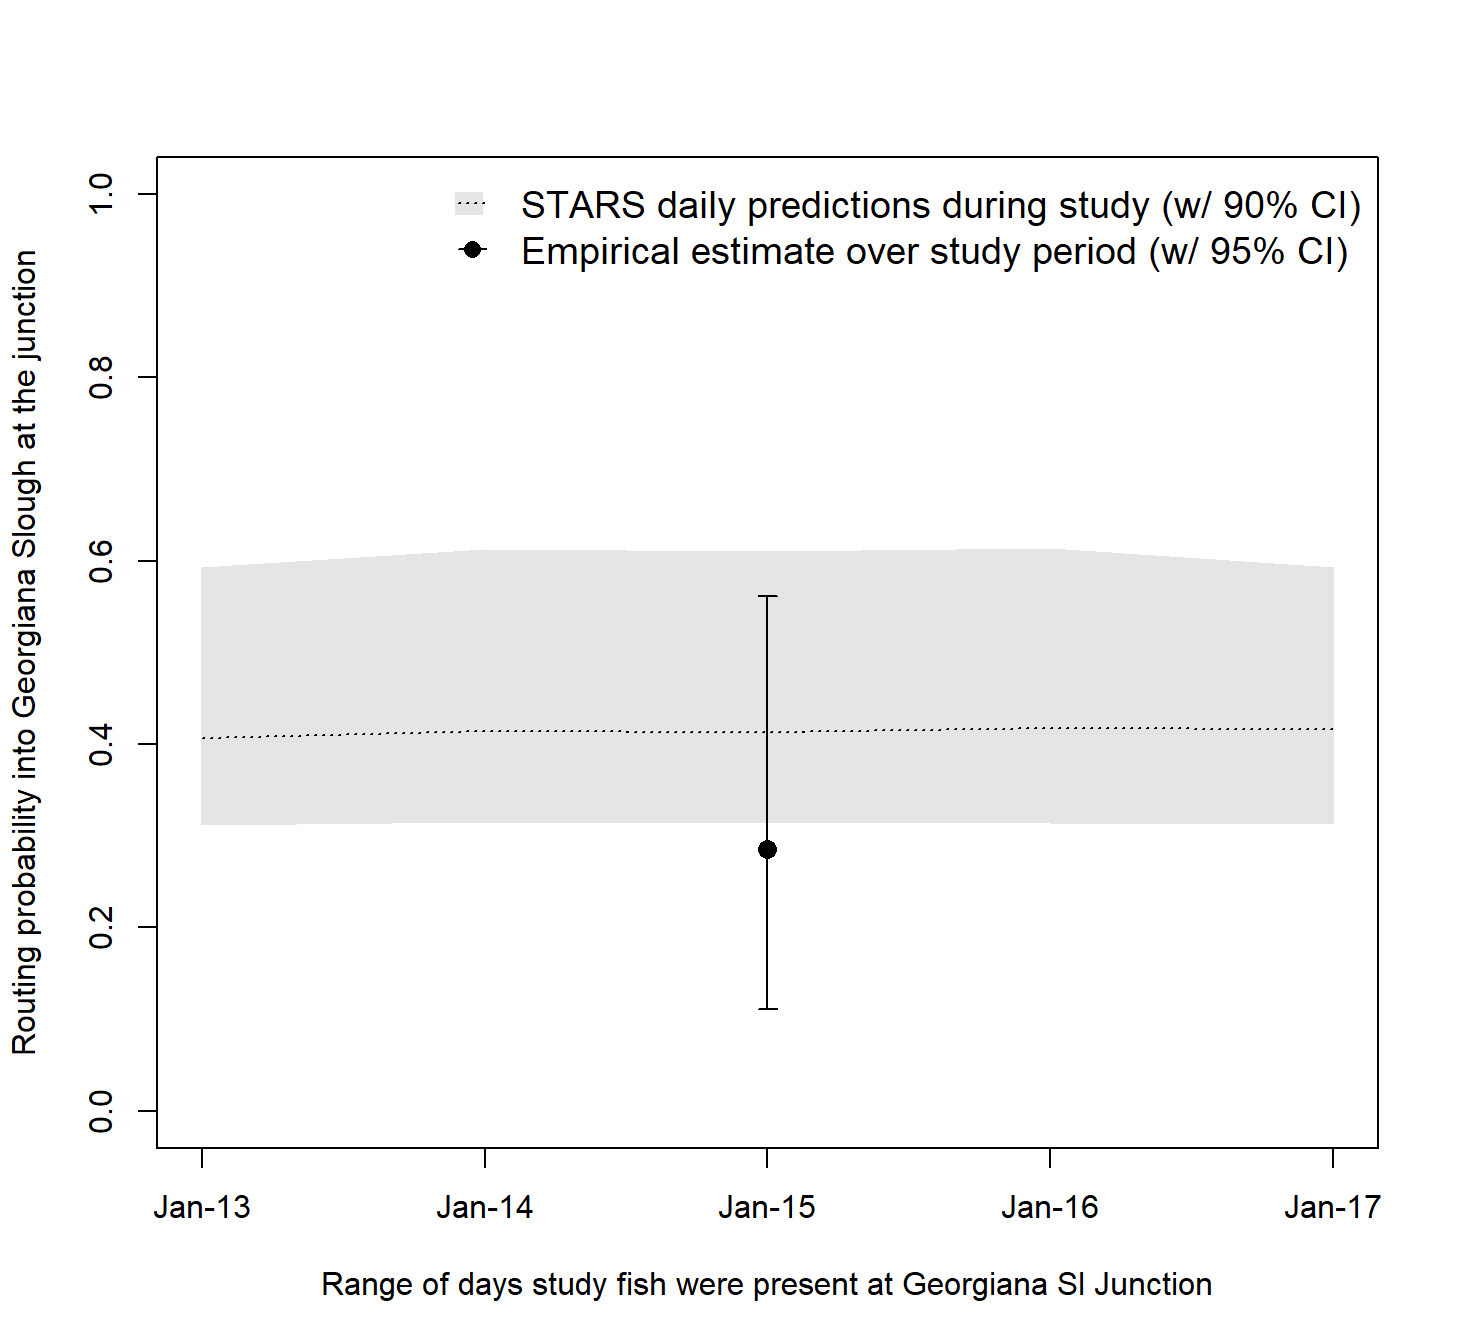 STARS daily predictions during study (w/ 90% CI)
Empirical estimate over study period (w/ 95% CI)
Routing probability into Georgiana Slough at the junction
1.0
0.8
0.6
0.4
0.2
0.0
Jan-13 Jan-14 Jan-15 Jan-16 Jan-17
Range of days study fish were present at Georgiana Sl Junction